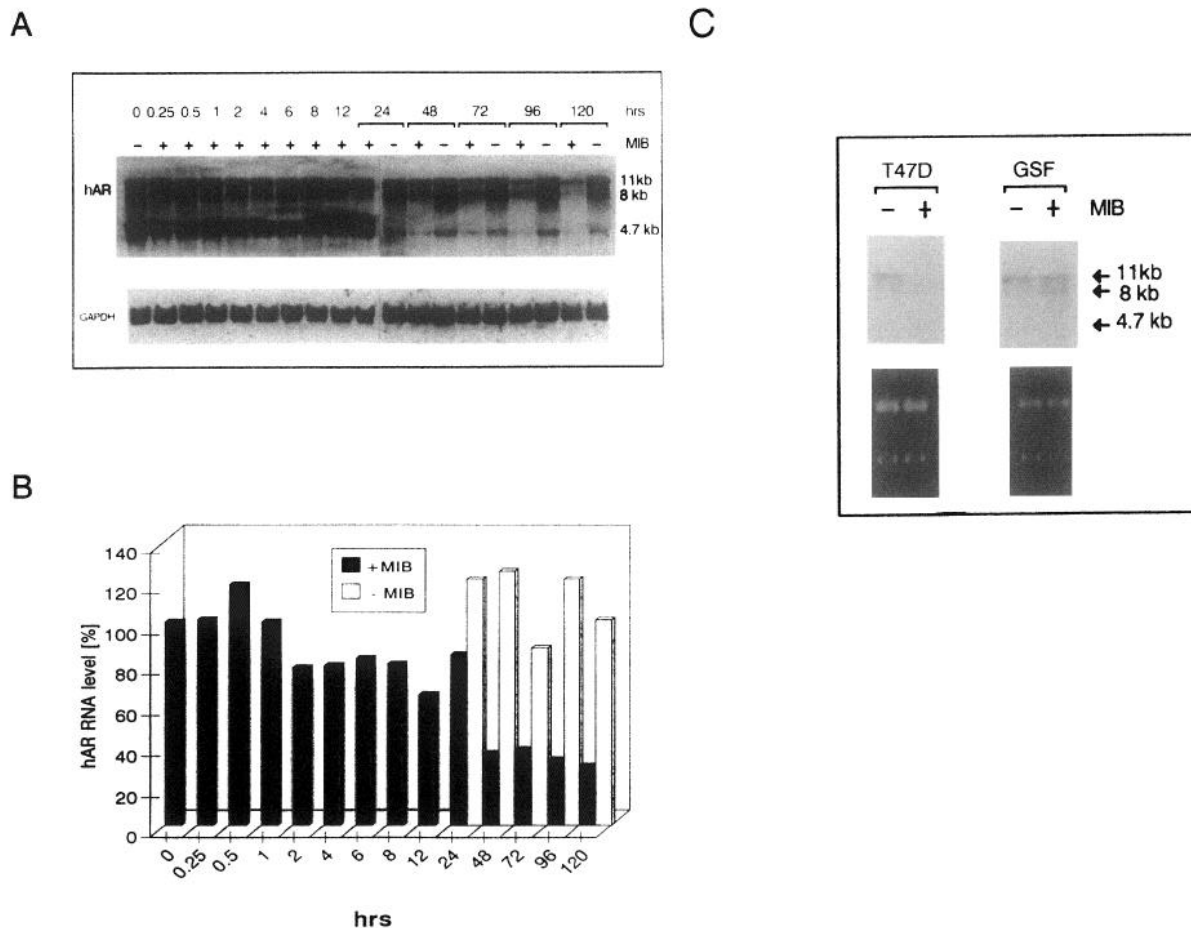 A
0 0.25 0.5 1 2 4 6 8 12 24 48 72 96 120 hrs
− + + + + + + + + + − + − + − + − + − MIB
hAR
11kb
8 kb
4.7 kb
GAPDH
B
140
120
100
80
60
40
20
0
hAR RNA level [%]
+MIB
- MIB
0 0.25 0.5 1 2 4 6 8 12 24 48 72 96 120
hrs
C
T47D GSF
− + − + MIB
11kb
8 kb
4.7 kb